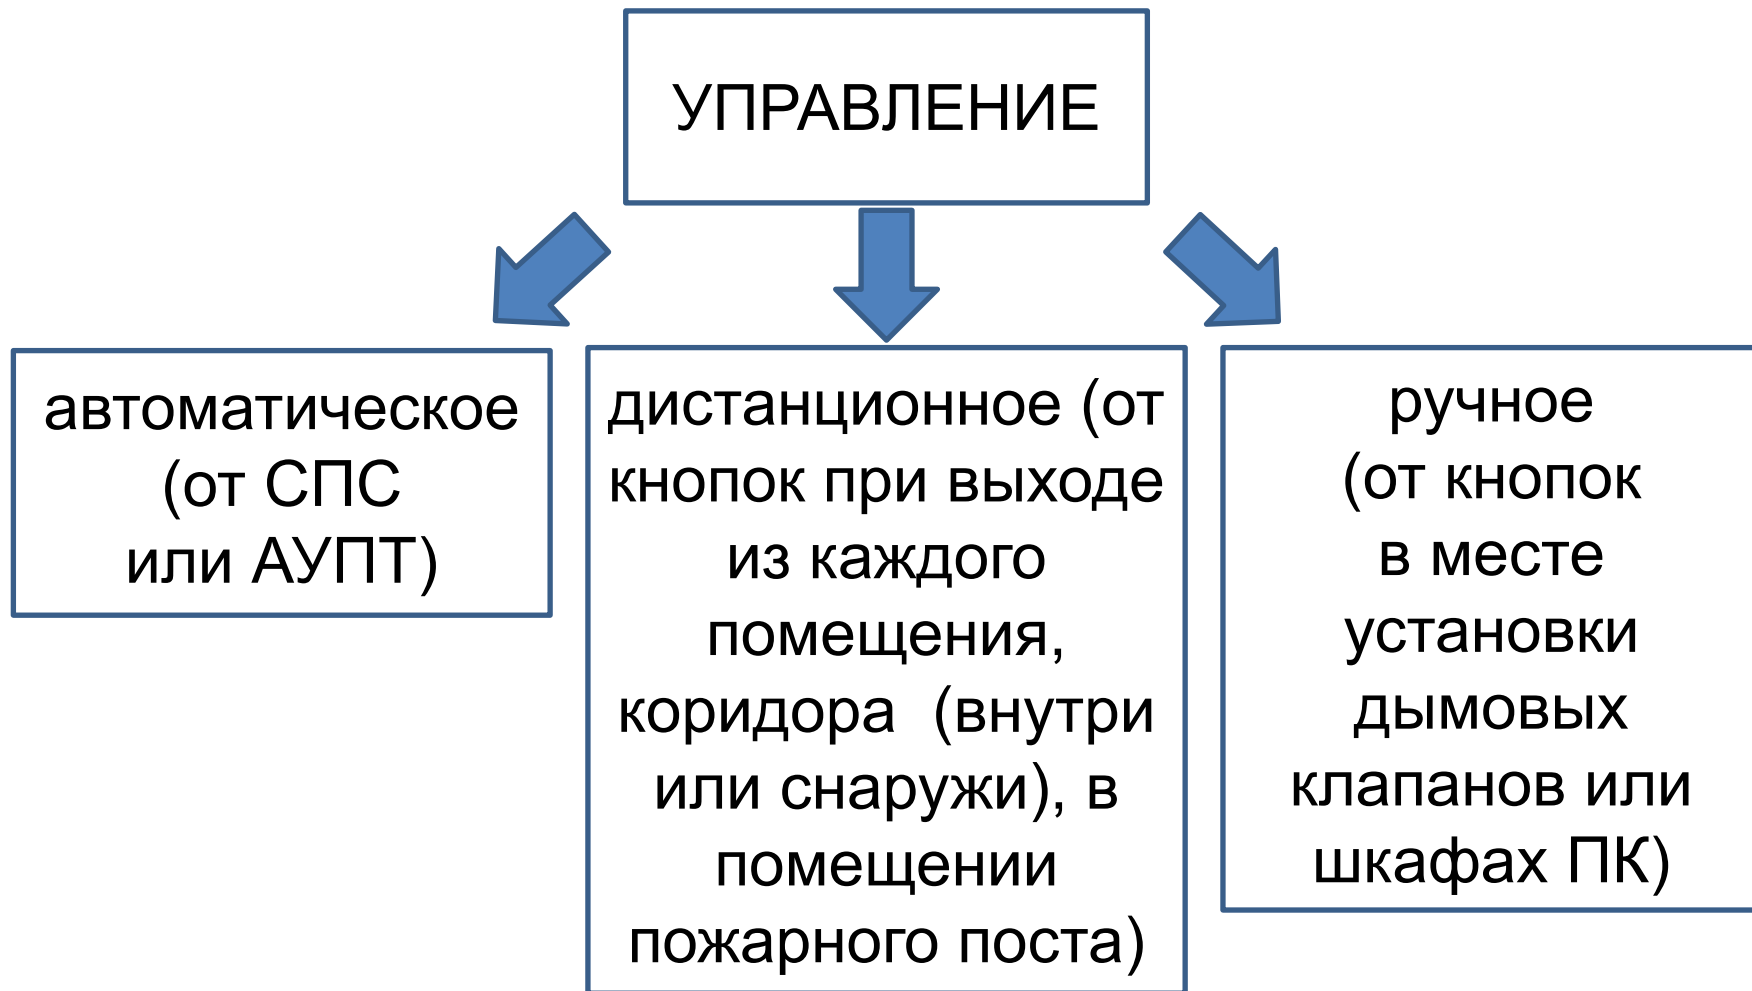 УПРАВЛЕНИЕ
автоматическое
(от СПС
или АУПТ)
дистанционное (от
кнопок при выходе
из каждого
помещения,
коридора  (внутри
или снаружи), в
помещении
пожарного поста)
ручное
(от кнопок
в месте
установки
дымовых
клапанов или
шкафах ПК)